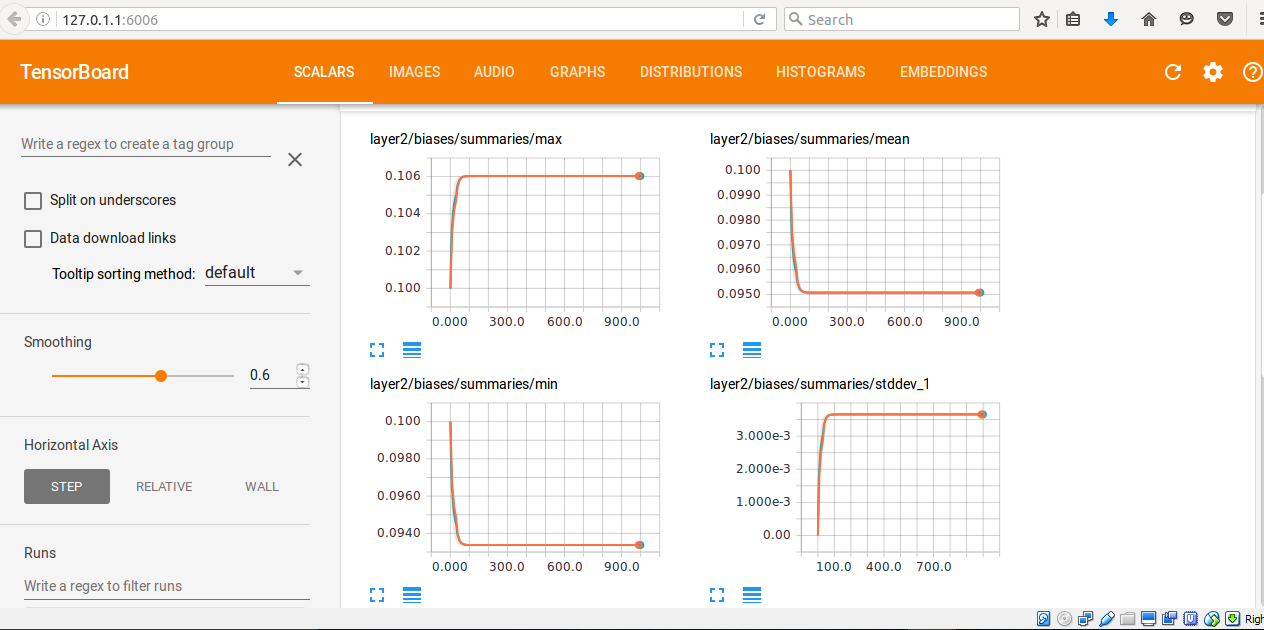 127.0.1.1:6006
Search
TensorBoard SCALARS IMAGES AUDIO GRAPHS DISTRIBUTIONS HISTOGRAMS EMBEDDINGS
Write a regex to create a tag group
Split on underscores
Data download links
Tooltip sorting method: default
Smoothing
0.6
Horizontal Axis
STEP RELATIVE WALL
Runs
Write a regex to filter runs
layer2/biases/summaries/max
0.106
0.104
0.102
0.100
0.000 300.0 600.0 900.0
layer2/biases/summaries/mean
0.100
0.0990
0.0980
0.0970
0.0960
0.0950
0.000 300.0 600.0 900.0
layer2/biases/summaries/min
0.100
0.0980
0.0960
0.0940
0.000 300.0 600.0 900.0
layer2/biases/summaries/stddev_1
3.000e-3
2.000e-3
1.000e-3
0.00
100.0 400.0 700.0
Righ